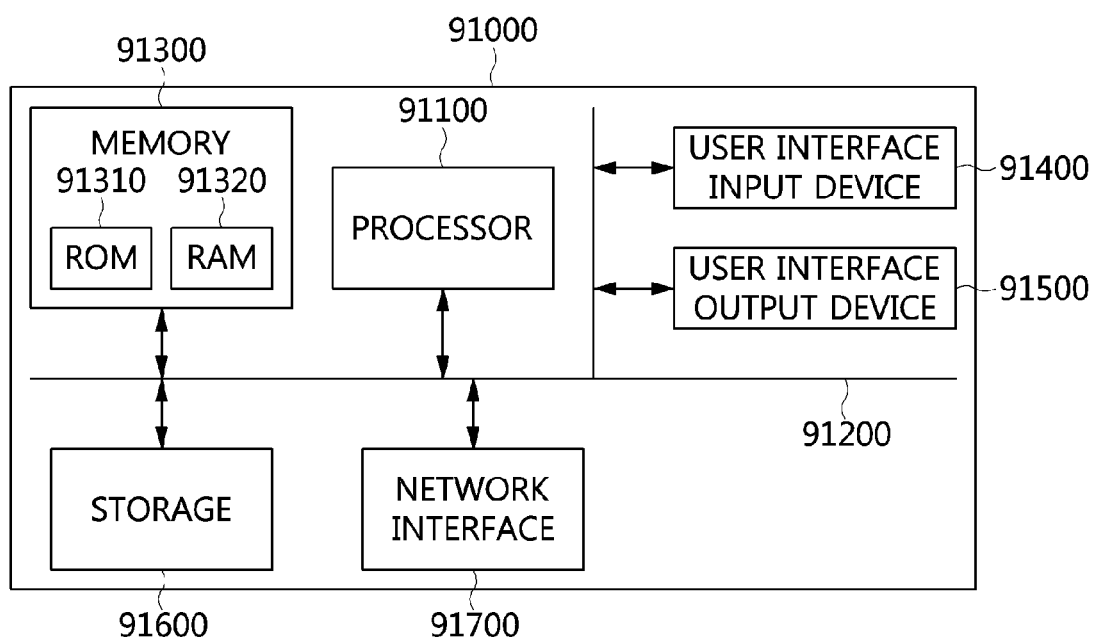 91000
91300
MEMORY
91310
91320
ROM
RAM
91100
PROCESSOR
USER INTERFACE
INPUT DEVICE
91400
USER INTERFACE
OUTPUT DEVICE
91500
91200
STORAGE
91600
NETWORK
INTERFACE
91700